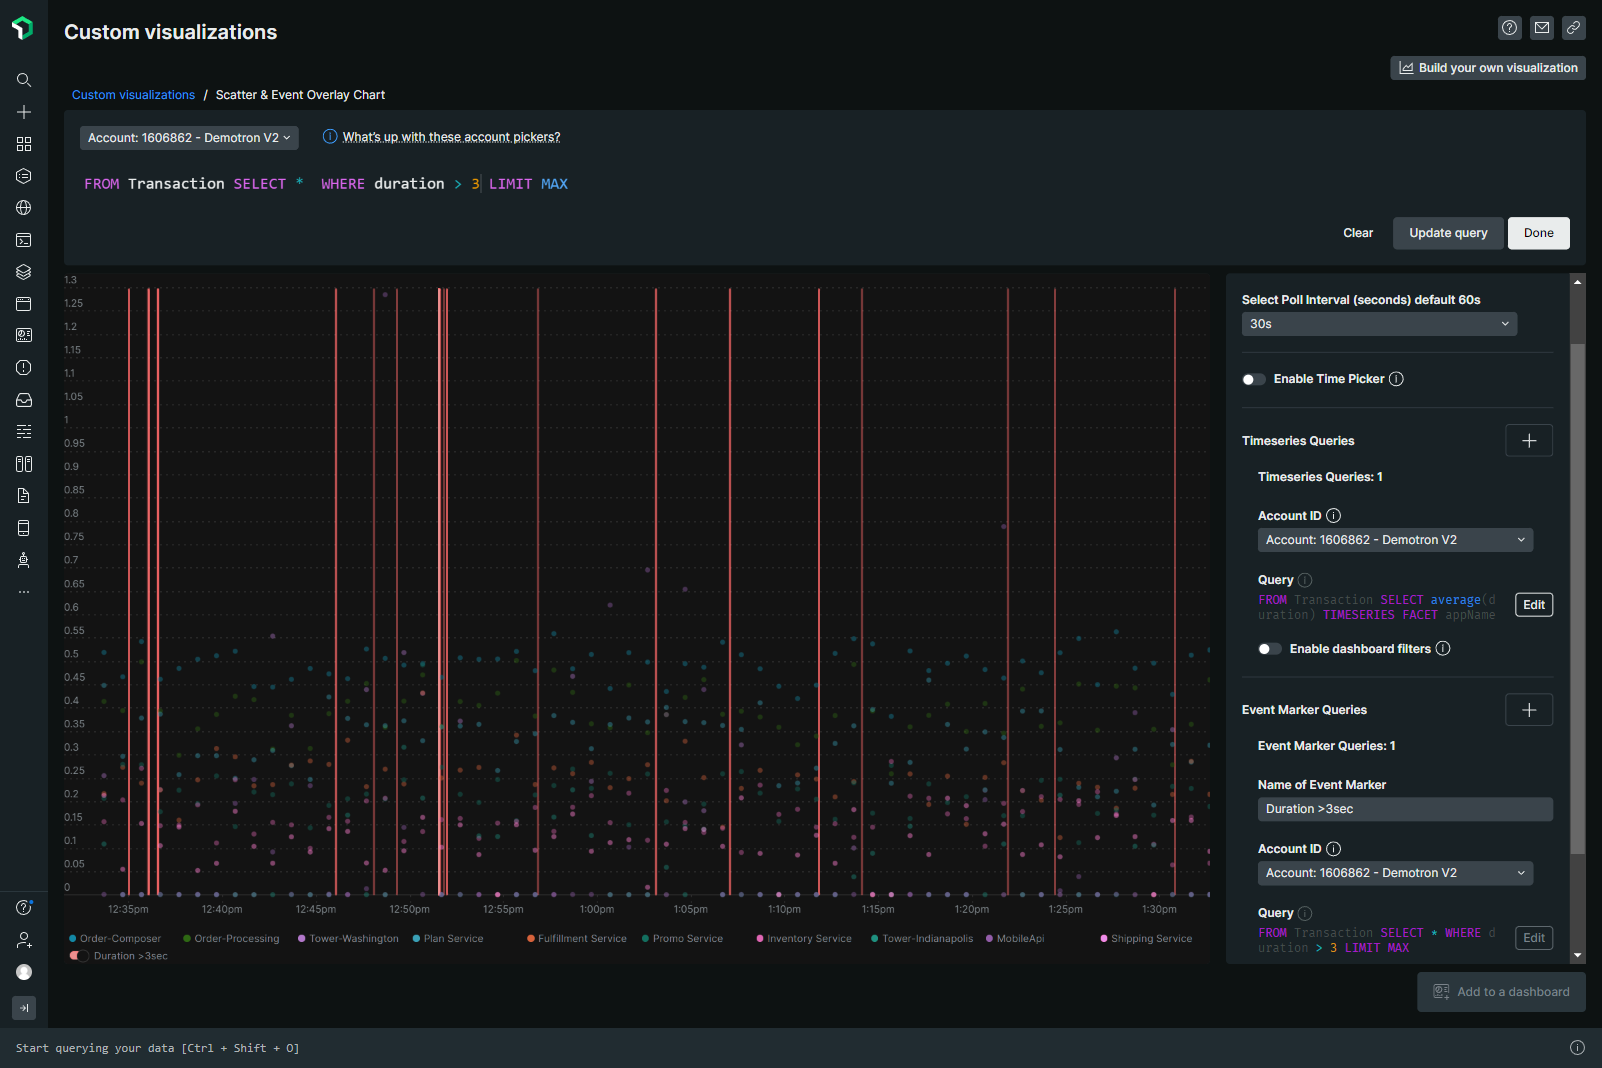 Custom visualizations
Build your own visualization
Custom visualizations / Scatter & Event Overlay Chart
Account: 1606862 - Demotron V2
What's up with these account pickers?
FROM Transaction SELECT * WHERE duration > 3 LIMIT MAX
Clear
Update query
Done
1.3
1.25
1.2
1.15
1.1
1.05
1
0.95
0.9
0.85
0.8
0.75
0.7
0.65
0.6
0.55
0.5
0.45
0.4
0.35
0.3
0.25
0.2
0.15
0.1
0.05
0
12:35pm 12:40pm 12:45pm 12:50pm 12:55pm 1:00pm 1:05pm 1:10pm 1:15pm 1:20pm 1:25pm 1:30pm
Order-Composer Order-Processing Tower-Washington Plan Service Fulfillment Service Promo Service Inventory Service Tower-Indianapolis MobileApi Shipping Service
Duration >3sec
Select Poll Interval (seconds) default 60s
30s
Enable Time Picker
Timeseries Queries
Timeseries Queries: 1
Account ID
Account: 1606862 - Demotron V2
Query
FROM Transaction SELECT average(d
uration) TIMESERIES FACET appName
Edit
Enable dashboard filters
Event Marker Queries
Event Marker Queries: 1
Name of Event Marker
Duration >3sec
Account ID
Account: 1606862 - Demotron V2
Query
FROM Transaction SELECT * WHERE d
uration > 3 LIMIT MAX
Edit
Add to a dashboard
Start querying your data [Ctrl + Shift + O]